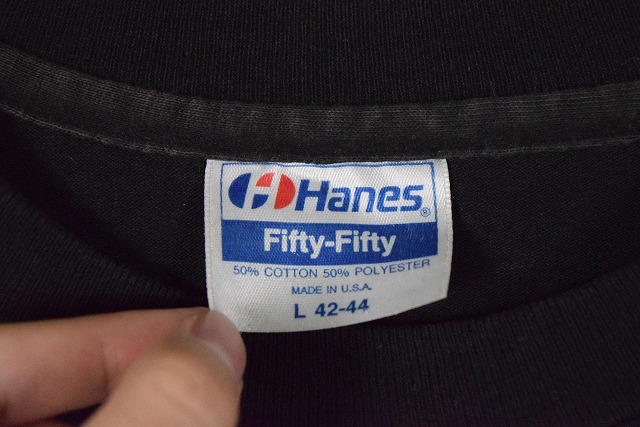 Hanes®
Fifty-Fifty
50% COTTON 50% POLYESTER
MADE IN U.S.A.
L 42-44